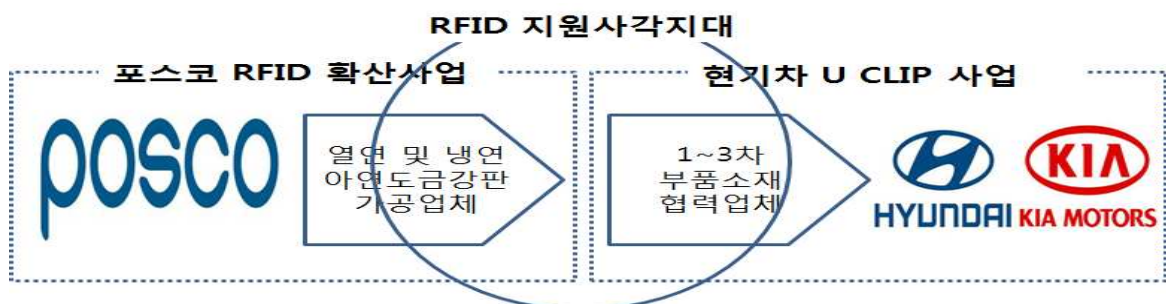 RFID 지원사각지대
포스코 RFID 확산사업
현기차 U CLIP 사업
posco
열연 및 냉연
아연도금강판
가공업체
1~3차
부품소재
협력업체
HYUNDAI
KIA
KIA MOTORS